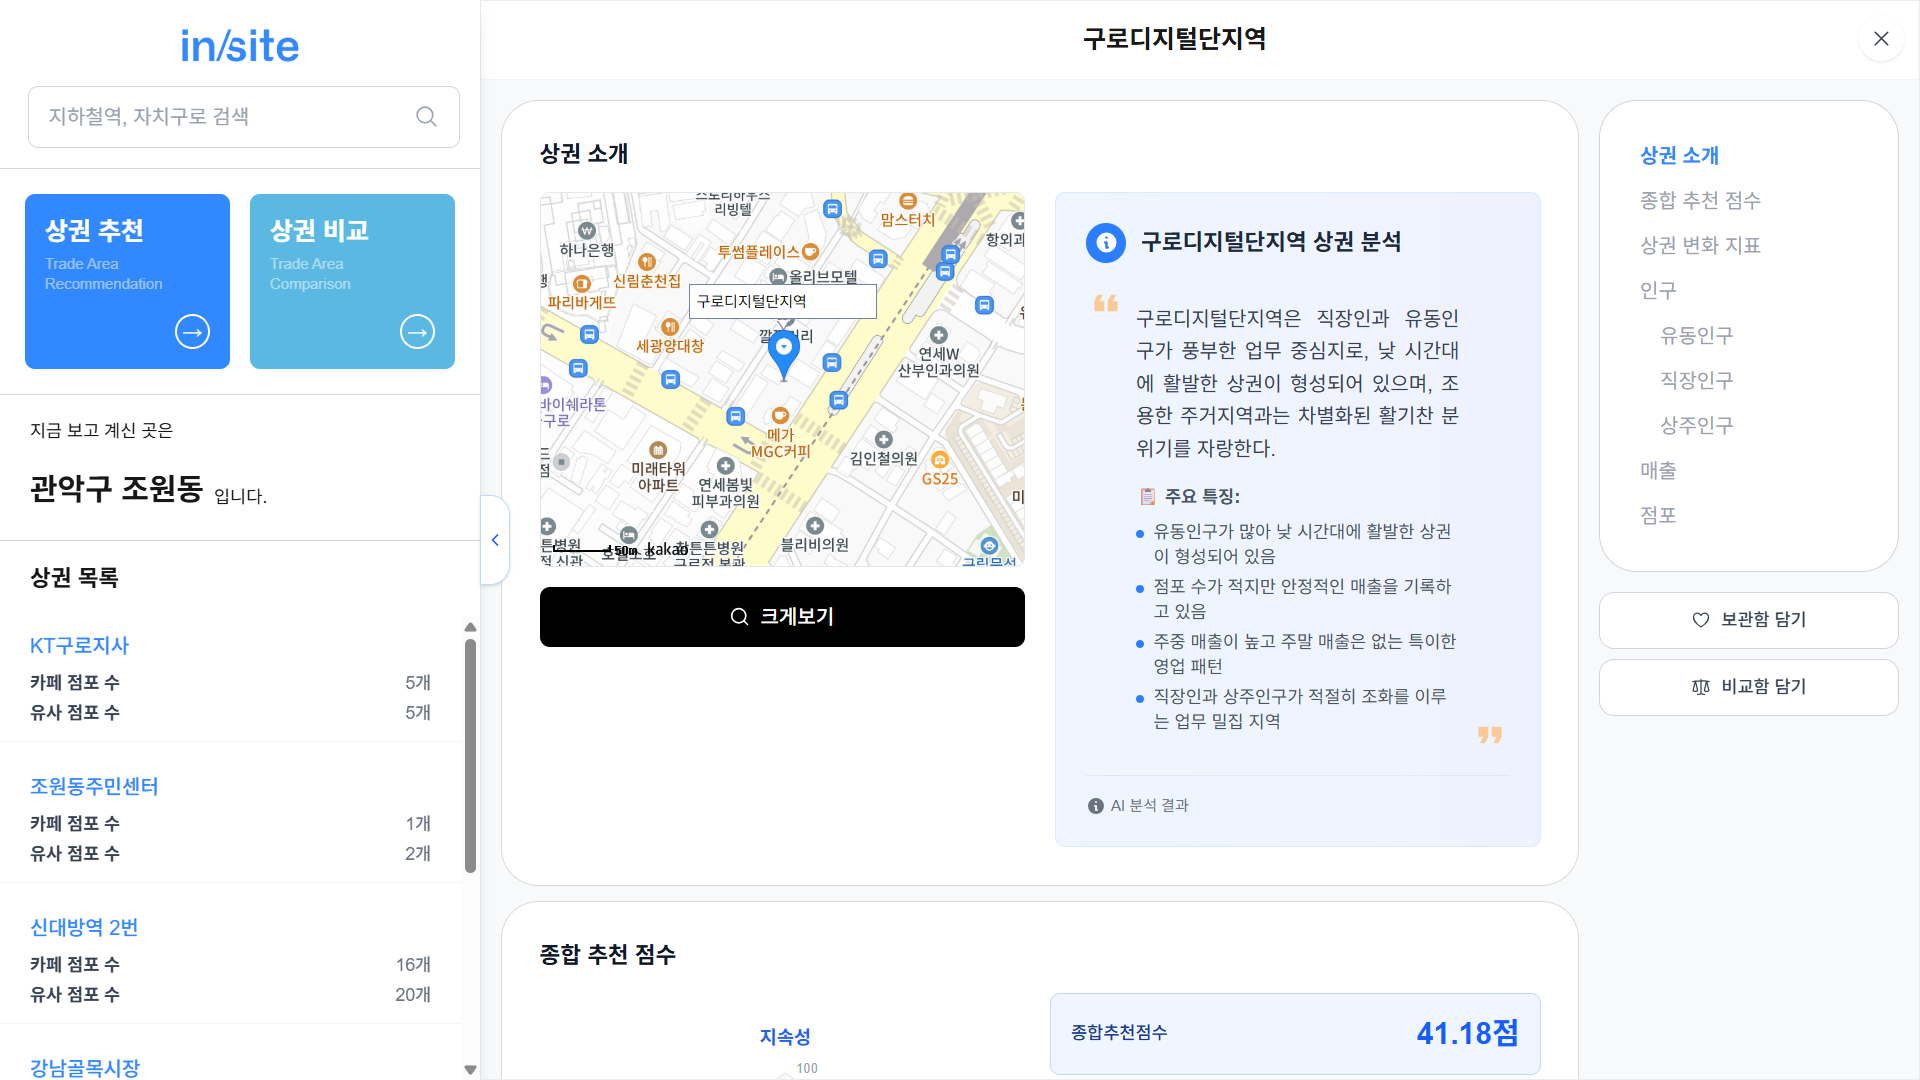 in/site
지하철역, 자치구로 검색
상권 추천
Trade Area
Recommendation
상권 비교
Trade Area
Comparison
지금 보고 계신 곳은
관악구 조원동 입니다.
상권 목록
KT구로지사
카페 점포 수 5개
유사 점포 수 5개
조원동주민센터
카페 점포 수 1개
유사 점포 수 2개
신대방역 2번
카페 점포 수 16개
유사 점포 수 20개
강남골목시장
구로디지털단지역
상권 소개
스토리하우스
리빙텔
맘스터치
하나은행
항외과
투썸플레이스
신림춘천집
올리브모텔
파리바게뜨
구로디지털단지역
세광양대창
연세W
산부인과의원
바이쉐라톤
구로
메가
MGC커피
미래타워
아파트
김인철의원
GS25
연세봄빛
피부과의원
블리비의원
튼튼병원
50m
kakao
크게보기
구로디지털단지역 상권 분석
구로디지털단지역은 직장인과 유동인
구가 풍부한 업무 중심지로, 낮 시간대
에 활발한 상권이 형성되어 있으며, 조
용한 주거지역과는 차별화된 활기찬 분
위기를 자랑한다.
주요 특징:
유동인구가 많아 낮 시간대에 활발한 상권
이 형성되어 있음
점포 수가 적지만 안정적인 매출을 기록하
고 있음
주중 매출이 높고 주말 매출은 없는 특이한
영업 패턴
직장인과 상주인구가 적절히 조화를 이루
는 업무 밀집 지역
AI 분석 결과
종합 추천 점수
지속성
100
종합추천점수 41.18점
상권 소개
종합 추천 점수
상권 변화 지표
인구
유동인구
직장인구
상주인구
매출
점포
보관함 담기
비교함 담기